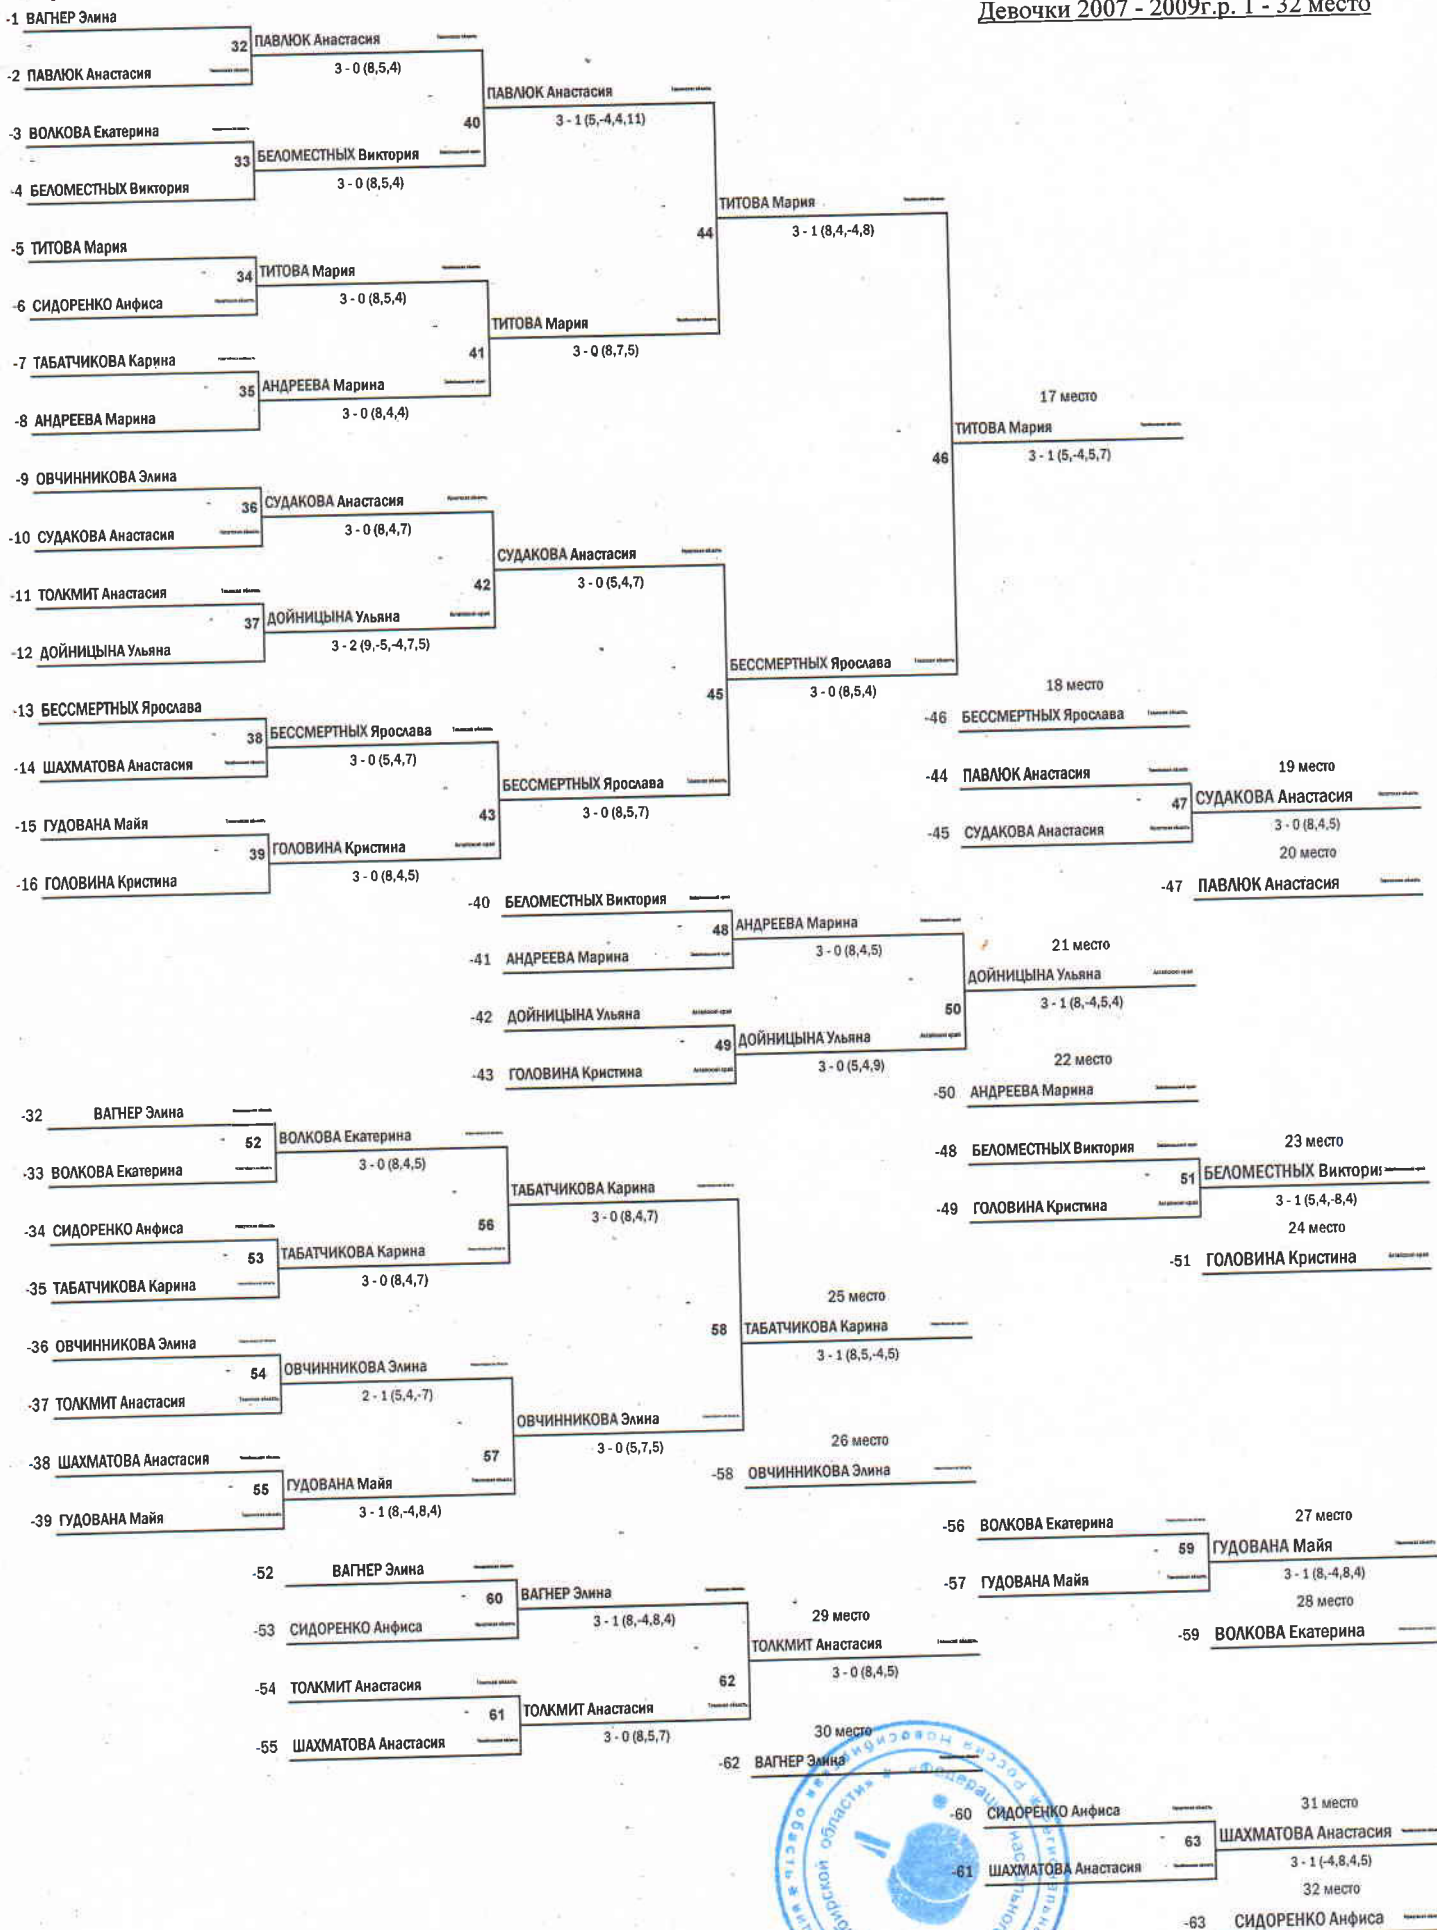 Девочки 2007 - 2009г.р. 1 - 32 место
-1 ВАГНЕР Элина
32 ПАВЛЮК Анастасия
3 - 0 (8,5,4)
-2 ПАВЛЮК Анастасия
ПАВЛЮК Анастасия
40
3 - 1 (5,-4,4,11)
-3 ВОЛКОВА Екатерина
33 БЕЛОМЕСТНЫХ Виктория
3 - 0 (8,5,4)
-4 БЕЛОМЕСТНЫХ Виктория
ТИТОВА Мария
44
3 - 1 (8,4,-4,8)
-5 ТИТОВА Мария
34 ТИТОВА Мария
3 - 0 (8,5,4)
-6 СИДОРЕНКО Анфиса
ТИТОВА Мария
41
3 - 0 (8,7,5)
-7 ТАБАТЧИКОВА Карина
35 АНДРЕЕВА Марина
3 - 0 (8,4,4)
-8 АНДРЕЕВА Марина
17 место
ТИТОВА Мария
46
3 - 1 (5,-4,5,7)
-9 ОВЧИННИКОВА Элина
36 СУДАКОВА Анастасия
3 - 0 (8,4,7)
-10 СУДАКОВА Анастасия
СУДАКОВА Анастасия
42
3 - 0 (5,4,7)
-11 ТОЛКМИТ Анастасия
37 ДОЙНИЦЫНА Ульяна
3 - 2 (9,-5,-4,7,5)
-12 ДОЙНИЦЫНА Ульяна
БЕССМЕРТНЫХ Ярослава
45
3 - 0 (8,5,4)
-13 БЕССМЕРТНЫХ Ярослава
38 БЕССМЕРТНЫХ Ярослава
3 - 0 (5,4,7)
-14 ШАХМАТОВА Анастасия
БЕССМЕРТНЫХ Ярослава
43
3 - 0 (8,5,7)
-15 ГУДОВАНА Майя
39 ГОЛОВИНА Кристина
3 - 0 (8,4,5)
-16 ГОЛОВИНА Кристина
18 место
-46 БЕССМЕРТНЫХ Ярослава
-44 ПАВЛЮК Анастасия
19 место
47 СУДАКОВА Анастасия
-45 СУДАКОВА Анастасия
3 - 0 (8,4,5)
20 место
-47 ПАВЛЮК Анастасия
-40 БЕЛОМЕСТНЫХ Виктория
48 АНДРЕЕВА Марина
3 - 0 (8,4,5)
-41 АНДРЕЕВА Марина
21 место
ДОЙНИЦЫНА Ульяна
50
3 - 1 (8,-4,5,4)
-42 ДОЙНИЦЫНА Ульяна
49 ДОЙНИЦЫНА Ульяна
3 - 0 (5,4,9)
-43 ГОЛОВИНА Кристина
22 место
-50 АНДРЕЕВА Марина
-48 БЕЛОМЕСТНЫХ Виктория
23 место
51 БЕЛОМЕСТНЫХ Виктори
-49 ГОЛОВИНА Кристина
3 - 1 (5,4,-8,4)
24 место
-51 ГОЛОВИНА Кристина
-32 ВАГНЕР Элина
52 ВОЛКОВА Екатерина
3 - 0 (8,4,5)
-33 ВОЛКОВА Екатерина
ТАБАТЧИКОВА Карина
56
3 - 0 (8,4,7)
-34 СИДОРЕНКО Анфиса
53 ТАБАТЧИКОВА Карина
3 - 0 (8,4,7)
-35 ТАБАТЧИКОВА Карина
25 место
58 ТАБАТЧИКОВА Карина
3 - 1 (8,5,-4,5)
-36 ОВЧИННИКОВА Элина
54 ОВЧИННИКОВА Элина
2 - 1 (5,4,-7)
-37 ТОЛКМИТ Анастасия
ОВЧИННИКОВА Элина
57
3 - 0 (5,7,5)
-38 ШАХМАТОВА Анастасия
55 ГУДОВАНА Майя
3 - 1 (8,-4,8,4)
-39 ГУДОВАНА Майя
26 место
-58 ОВЧИННИКОВА Элина
-56 ВОЛКОВА Екатерина
27 место
59 ГУДОВАНА Майя
-57 ГУДОВАНА Майя
3 - 1 (8,-4,8,4)
28 место
-59 ВОЛКОВА Екатерина
-52 ВАГНЕР Элина
60 ВАГНЕР Элина
3 - 1 (8,-4,8,4)
-53 СИДОРЕНКО Анфиса
29 место
ТОЛКМИТ Анастасия
62
3 - 0 (8,4,5)
-54 ТОЛКМИТ Анастасия
61 ТОЛКМИТ Анастасия
3 - 0 (8,5,7)
-55 ШАХМАТОВА Анастасия
30 место
-62 ВАГНЕР Элина
-60 СИДОРЕНКО Анфиса
31 место
63 ШАХМАТОВА Анастасия
-61 ШАХМАТОВА Анастасия
3 - 1 (-4,8,4,5)
32 место
-63 СИДОРЕНКО Анфиса